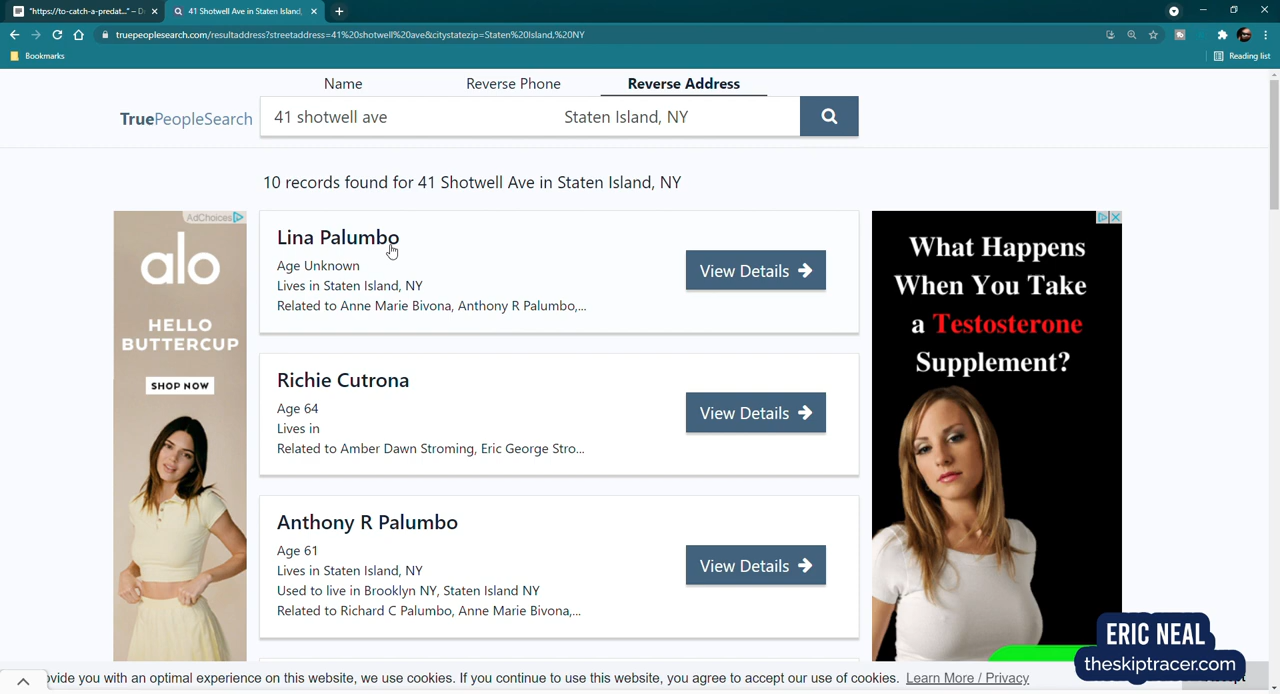 "https://to-catch-a-predat..." – D
41 Shotwell Ave in Staten Island,
truepeoplesearch.com/resultaddress?streetaddress=41%20shotwell%20ave&citystatezip=Staten%20Island,%20NY
Bookmarks
Reading list
Name
Reverse Phone
Reverse Address
TruePeopleSearch
41 shotwell ave
Staten Island, NY
10 records found for 41 Shotwell Ave in Staten Island, NY
AdChoices
alo
HELLO
BUTTERCUP
SHOP NOW
Lina Palumbo
Age Unknown
Lives in Staten Island, NY
Related to Anne Marie Bivona, Anthony R Palumbo,...
View Details
Richie Cutrona
Age 64
Lives in
Related to Amber Dawn Stroming, Eric George Stro...
View Details
Anthony R Palumbo
Age 61
Lives in Staten Island, NY
Used to live in Brooklyn NY, Staten Island NY
Related to Richard C Palumbo, Anne Marie Bivona,...
View Details
What Happens
When You Take
a Testosterone
Supplement?
ERIC NEAL
theskiptracer.com
ovide you with an optimal experience on this website, we use cookies. If you continue to use this website, you agree to accept our use of cookies. Learn More / Privacy